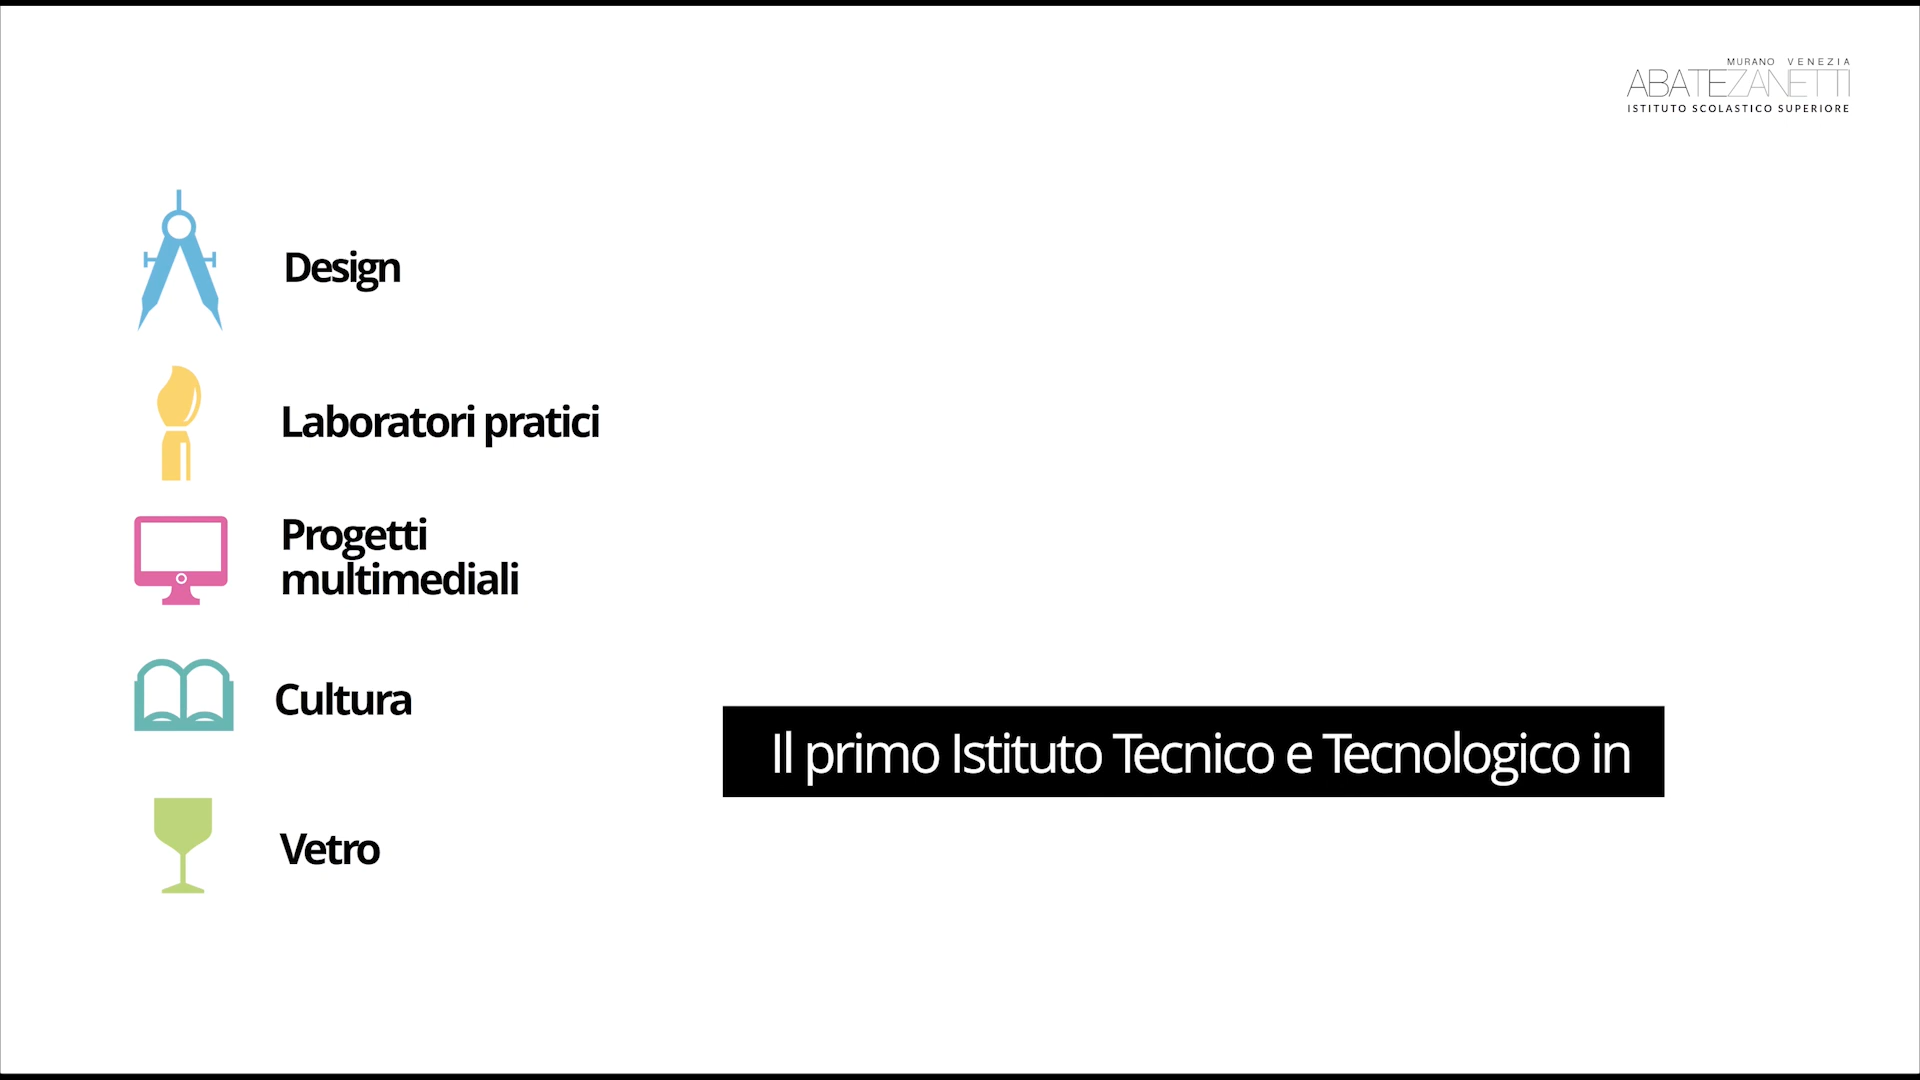 MURANO VENEZIA
ABATEZANETTI
ISTITUTO SCOLASTICO SUPERIORE
Design
Laboratori pratici
Progetti
multimediali
Cultura
Vetro
Il primo Istituto Tecnico e Tecnologico in